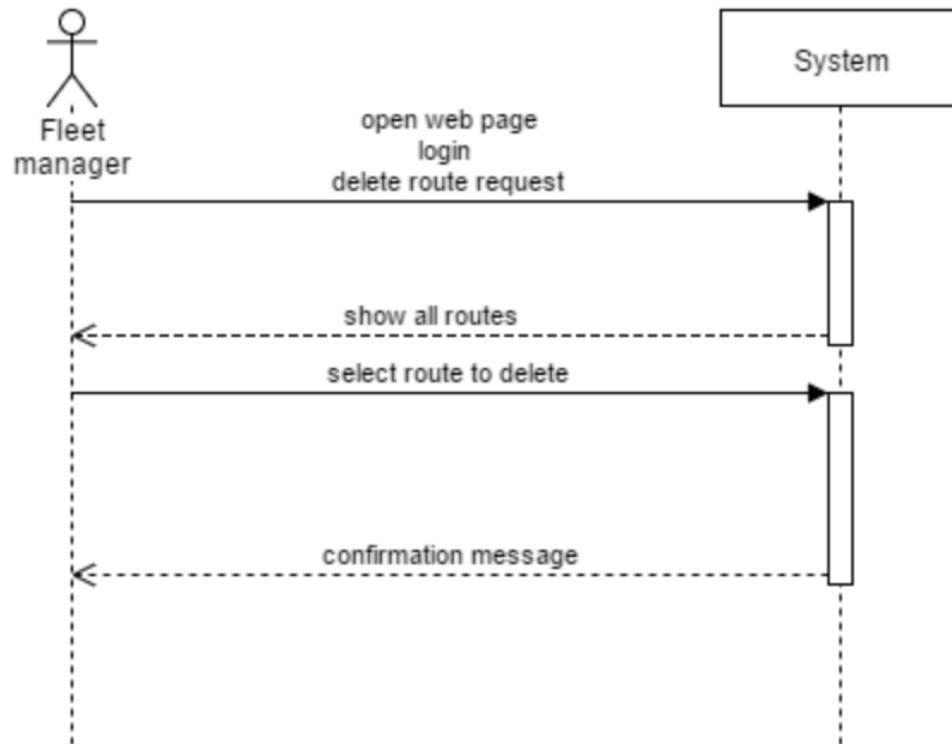 System
Fleet
manager
open web page
login
delete route request
show all routes
select route to delete
confirmation message